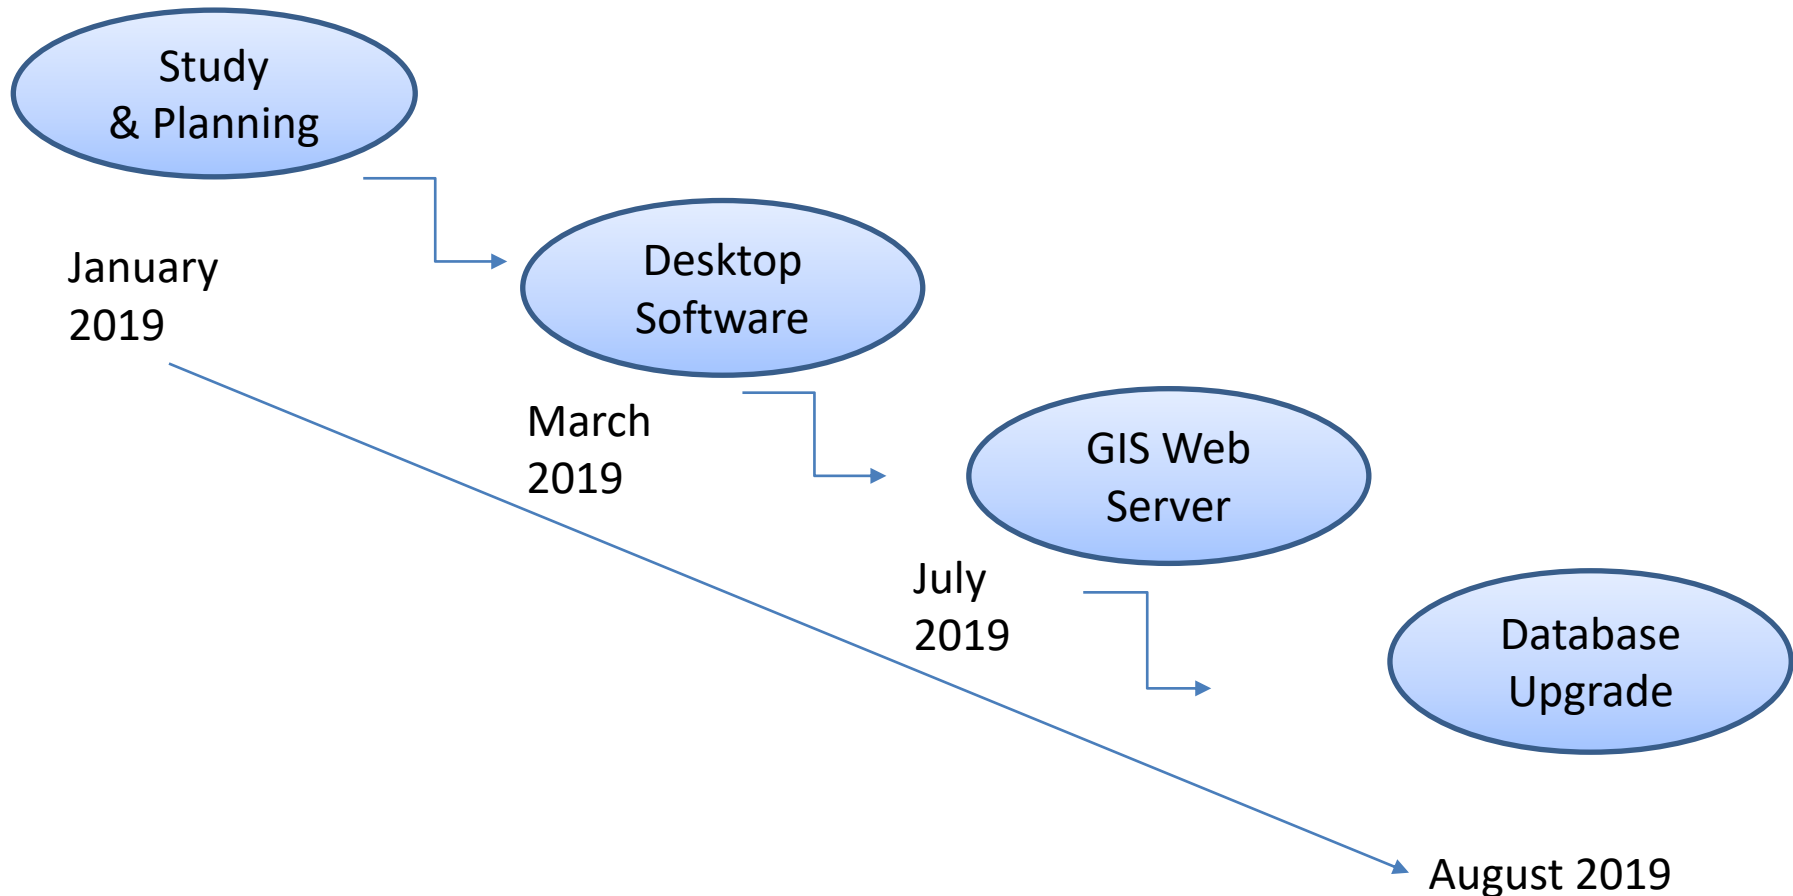 Study
& Planning
January
2019
Desktop
Software
March
2019
GIS Web
Server
July
2019
Database
Upgrade
August 2019